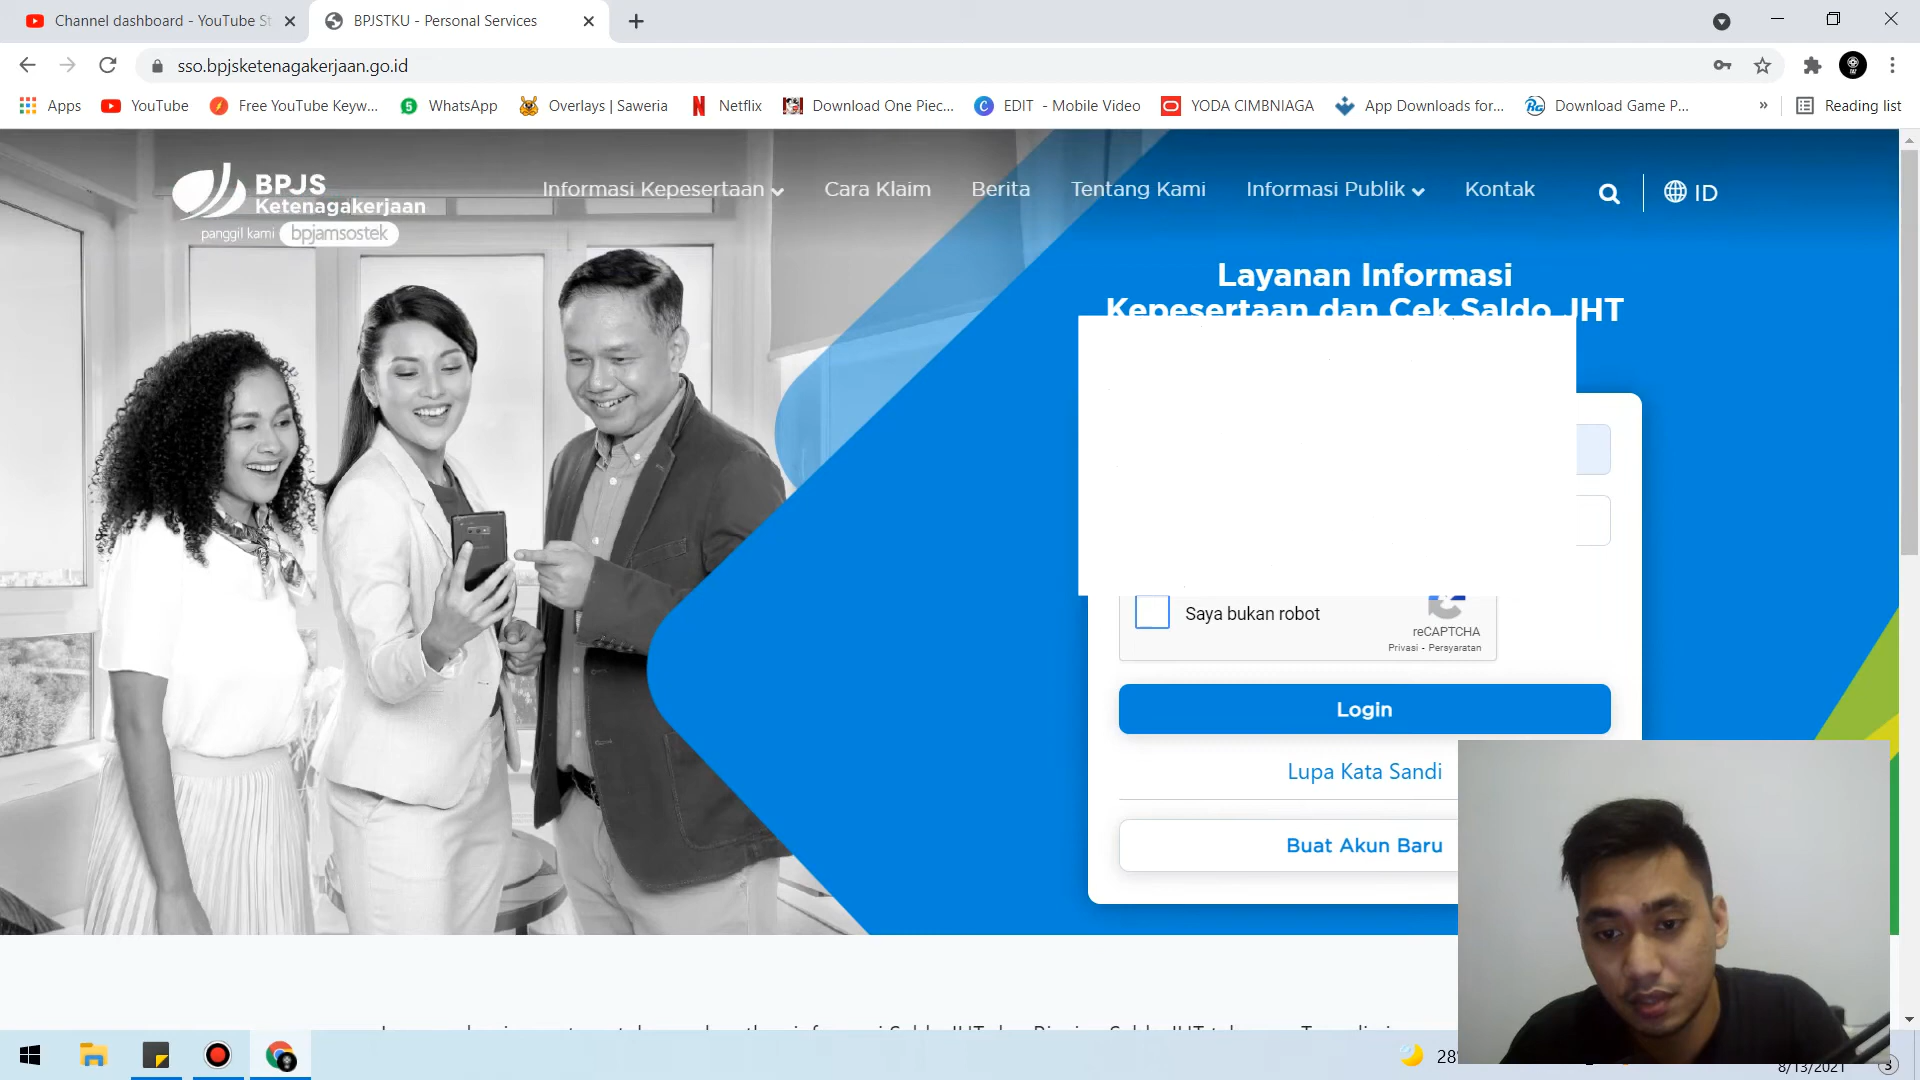 Channel dashboard - YouTube St
BPJSTKU - Personal Services
sso.bpjsketenagakerjaan.go.id
Apps
YouTube
Free YouTube Keyw...
5
WhatsApp
Overlays | Saweria
Netflix
Download One Piec...
EDIT - Mobile Video
YODA CIMBNIAGA
App Downloads for...
Download Game P...
»
Reading list
BPJS
Ketenagakerjaan
panggil kami bpjamsostek
Informasi Kepesertaan
Cara Klaim
Berita
Tentang Kami
Informasi Publik
Kontak
ID
Layanan Informasi
Kepesertaan dan Cek Saldo JHT
Saya bukan robot
reCAPTCHA
Privasi - Persyaratan
Login
Lupa Kata Sandi
Buat Akun Baru
28°
8/13/2021
3